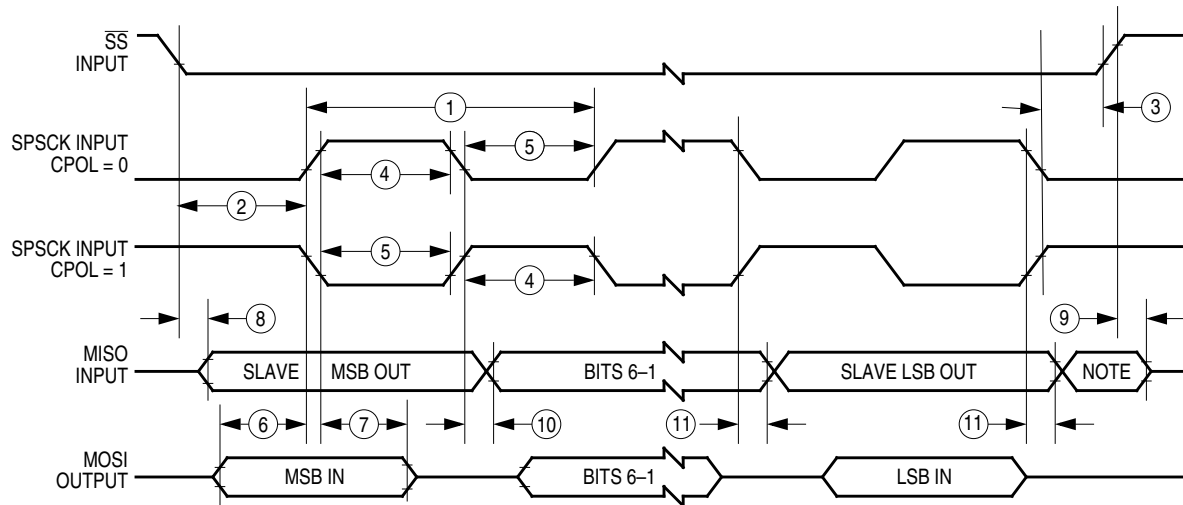 SS
INPUT
1
3
SPSCK INPUT
CPOL = 0
5
4
2
SPSCK INPUT
CPOL = 1
5
4
8
9
MISO
INPUT
SLAVE MSB OUT
BITS 6–1
SLAVE LSB OUT
NOTE
6
7
10
11
11
MOSI
OUTPUT
MSB IN
BITS 6–1
LSB IN